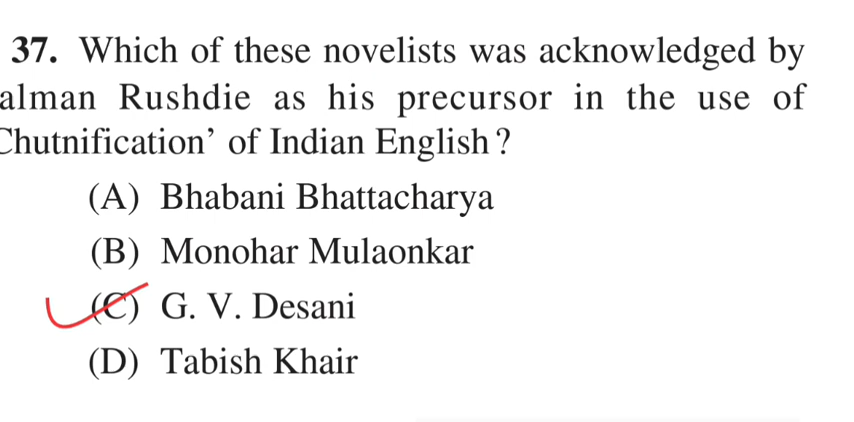 37. Which of these novelists was acknowledged by
alman Rushdie as his precursor in the use of
Chutnification’ of Indian English ?
(A) Bhabani Bhattacharya
(B) Monohar Mulaonkar
(C) G. V. Desani
(D) Tabish Khair